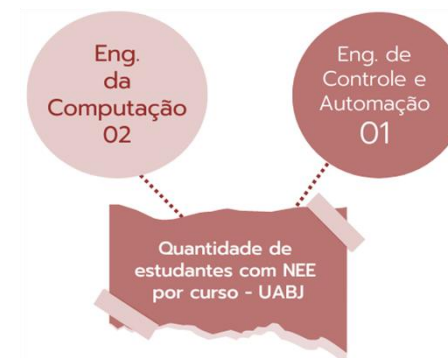 Eng.
da
Computação
02
Eng. de
Controle e
Automação
01
Quantidade de
estudantes com NEE
por curso - UABJ